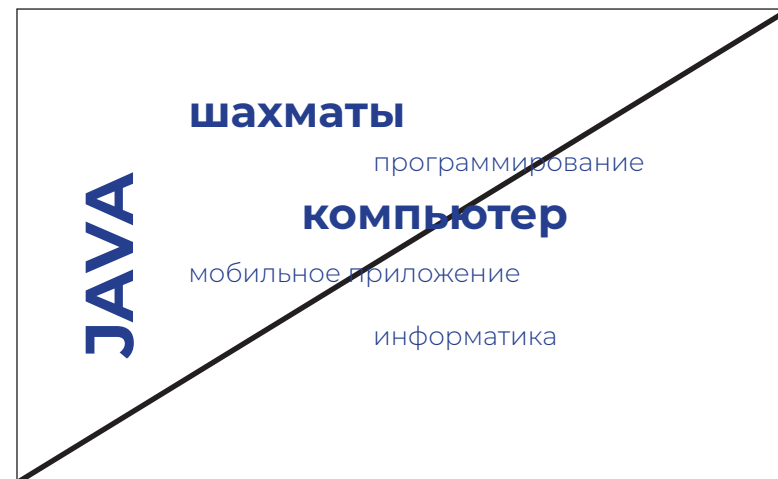 шахматы
программирование
JAVA
компьютер
мобильное приложение
информатика